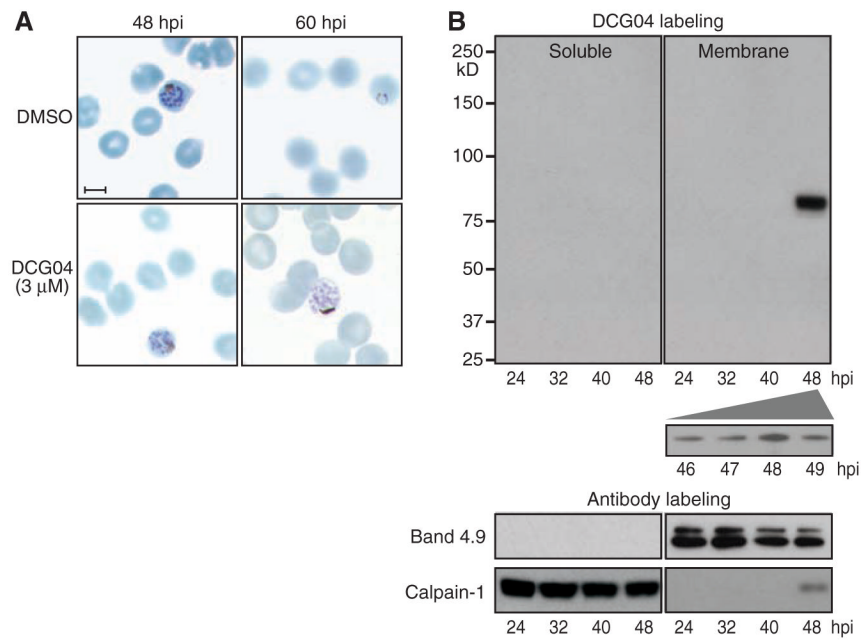 A
48 hpi 60 hpi
DMSO
DCG04
(3 μM)
B
DCG04 labeling
Soluble Membrane
250
kD
150
100
75
50
37
25
24 32 40 48 24 32 40 48 hpi
46 47 48 49 hpi
Antibody labeling
Band 4.9
Calpain-1
24 32 40 48 24 32 40 48 hpi